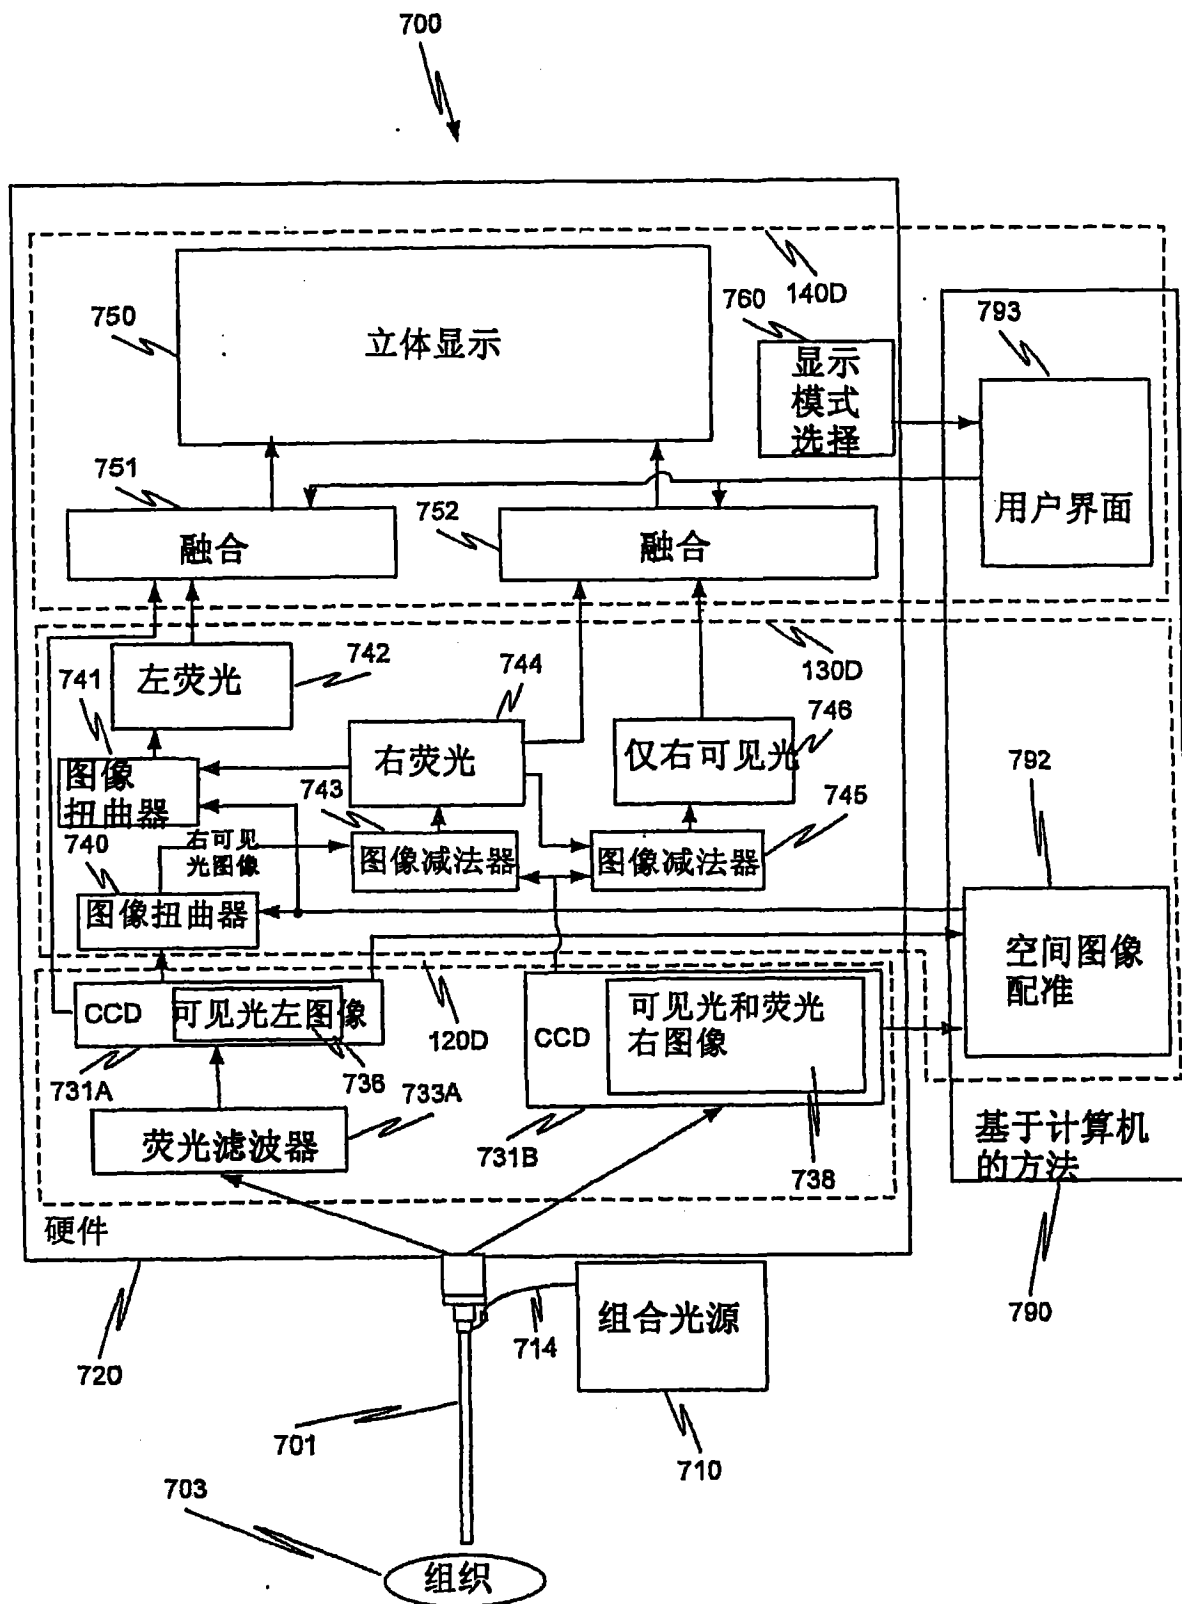 700
140D
750
立体显示
760
显示
模式
选择
793
用户界面
751
融合
752
融合
130D
741
左荧光
742
744
右荧光
746
仅右可见光
图像
扭曲器
743
745
792
740
右可见
光图像
图像减法器
图像减法器
图像扭曲器
空间图像
配准
CCD
可见光左图像
120D
CCD
可见光和荧光
右图像
731A
736
733A
荧光滤波器
731B
738
基于计算机
的方法
硬件
720
714
组合光源
790
701
710
703
组织